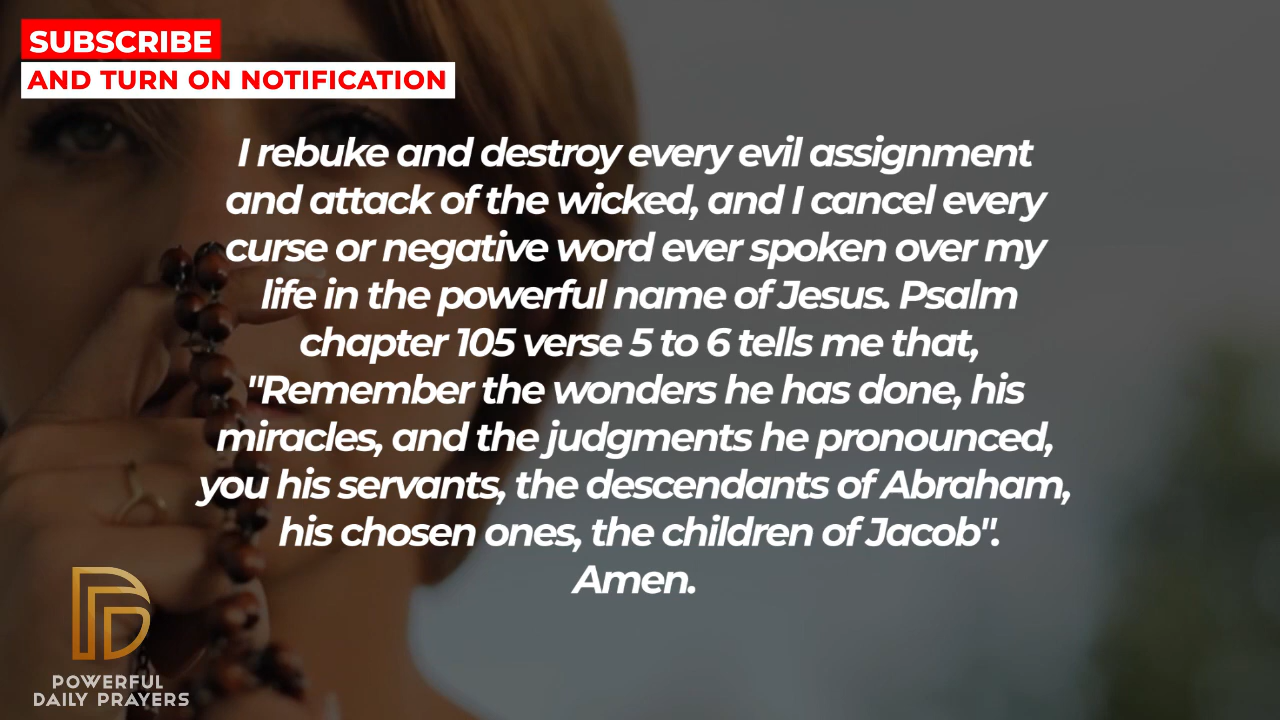 SUBSCRIBE
AND TURN ON NOTIFICATION
I rebuke and destroy every evil assignment
and attack of the wicked, and I cancel every
curse or negative word ever spoken over my
life in the powerful name of Jesus. Psalm
chapter 105 verse 5 to 6 tells me that,
"Remember the wonders he has done, his
miracles, and the judgments he pronounced,
you his servants, the descendants of Abraham,
his chosen ones, the children of Jacob".
Amen.
POWERFUL
DAILY PRAYERS